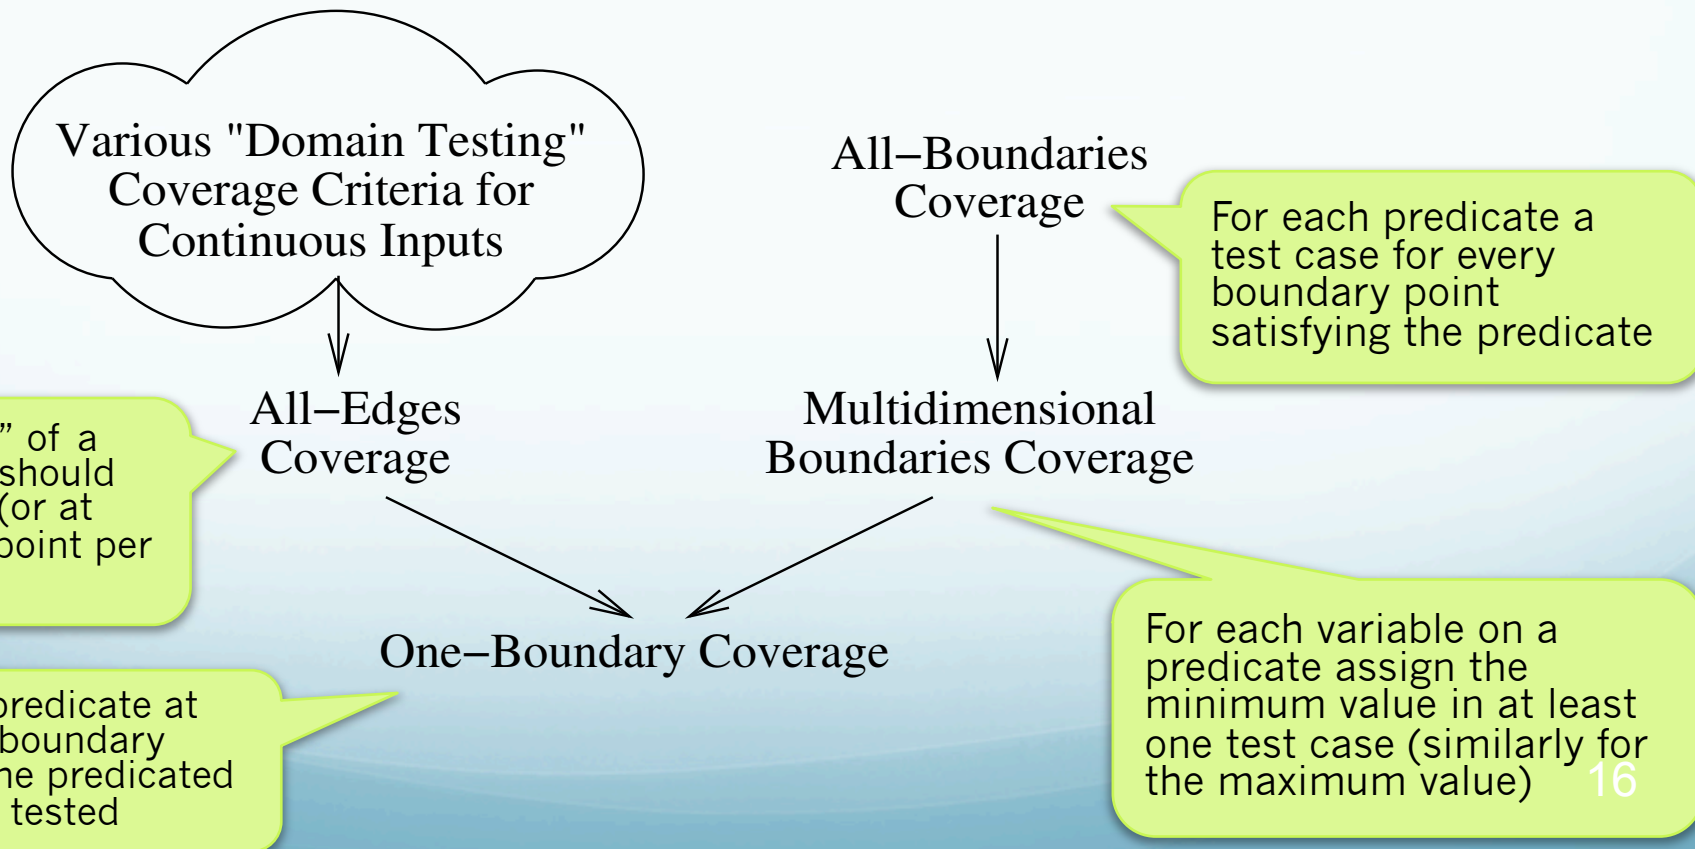 Various "Domain Testing"
Coverage Criteria for
Continuous Inputs
All−Boundaries
Coverage
For each predicate a
test case for every
boundary point
satisfying the predicate
” of a
should
(or at
point per
All−Edges
Coverage
Multidimensional
Boundaries Coverage
One−Boundary Coverage
predicate at
boundary
he predicated
tested
For each variable on a
predicate assign the
minimum value in at least
one test case (similarly for
the maximum value)
16